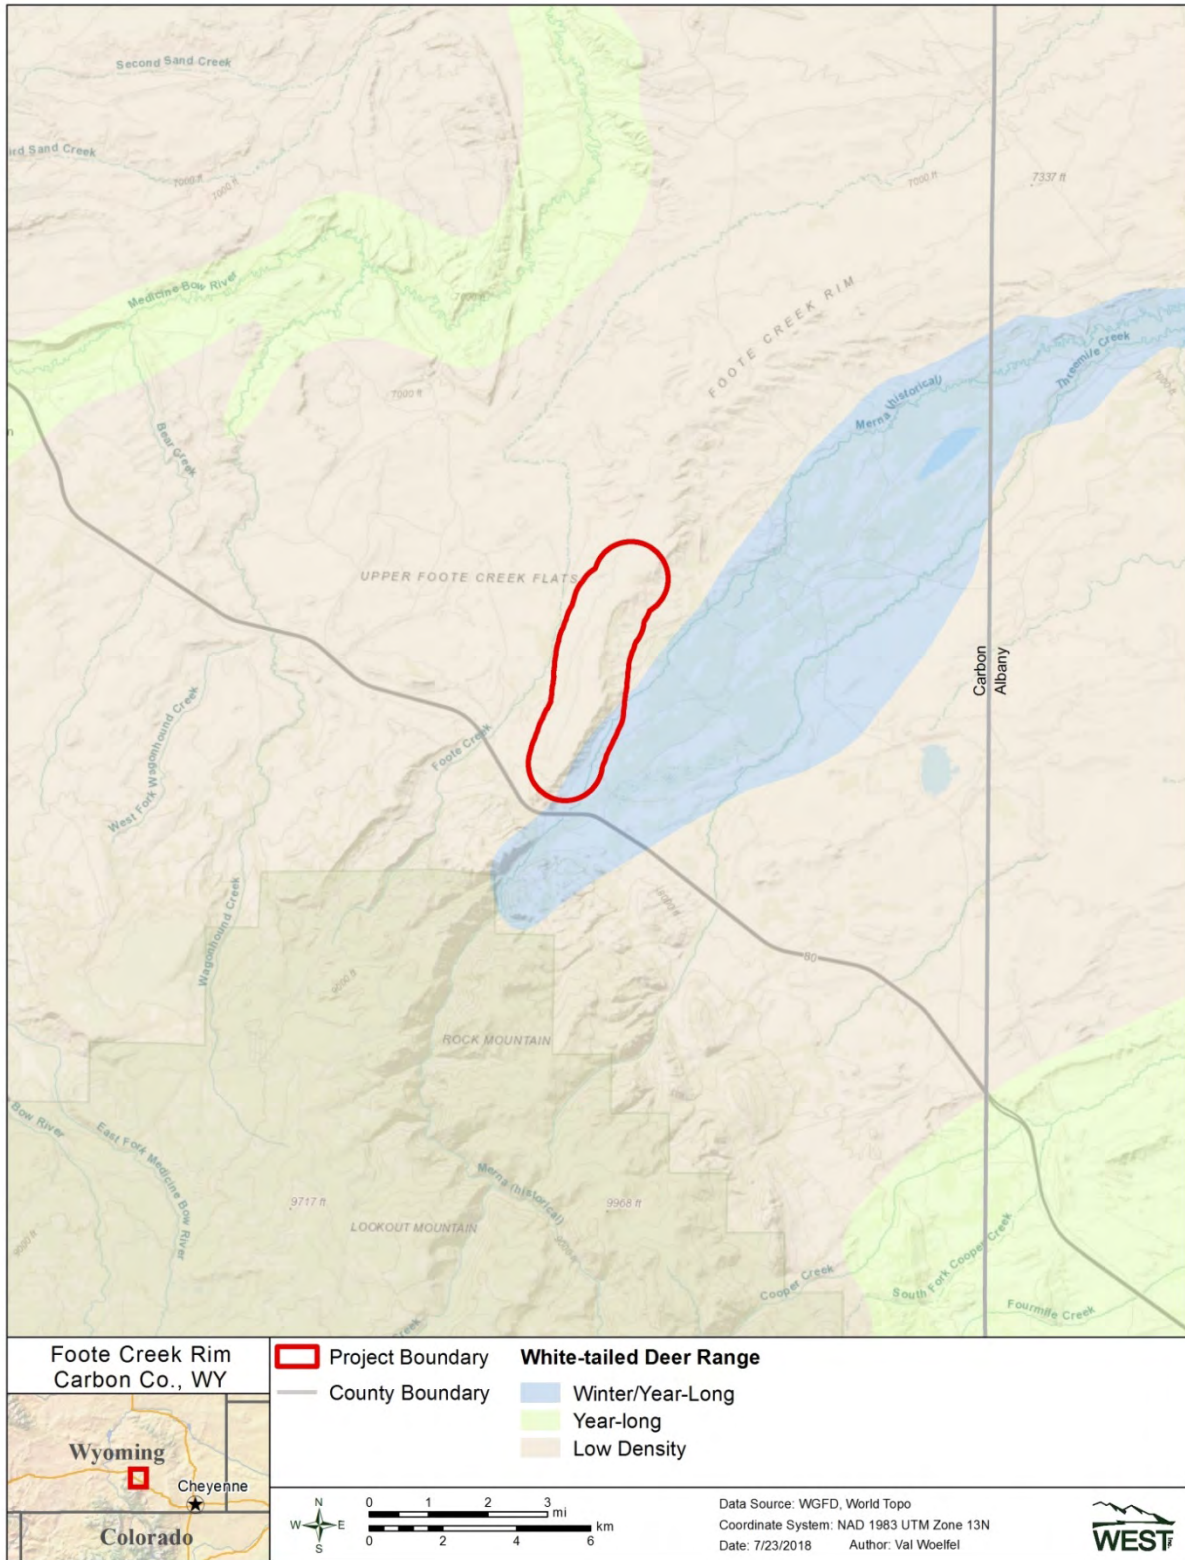 Second Sand Creek
ird Sand Creek
7000 ft
7000 ft
7000 ft
7337 ft
Medicine Bow River
FOOTE CREEK RIM
Threemile Creek
Merna (historical)
7000 ft
Bear Creek
n
UPPER FOOTE CREEK FLATS
Carbon
Albany
West Fork Wagonhound Creek
Foote Creek
Wagonhound Creek
9000 ft
80
ROCK MOUNTAIN
Bow River
East Fork Medicine Bow River
Merna (historical)
9717 ft
9968 ft
LOOKOUT MOUNTAIN
9000 ft
Cooper Creek
South Fork Cooper Creek
Fourmile Creek
Creek
Foote Creek Rim
Carbon Co., WY
Wyoming
Cheyenne
Colorado
Project Boundary
County Boundary
White-tailed Deer Range
Winter/Year-Long
Year-long
Low Density
N
W E
S
0 1 2 3
mi
km
0 2 4 6
Data Source: WGFD, World Topo
Coordinate System: NAD 1983 UTM Zone 13N
Date: 7/23/2018 Author: Val Woelfel
WEST